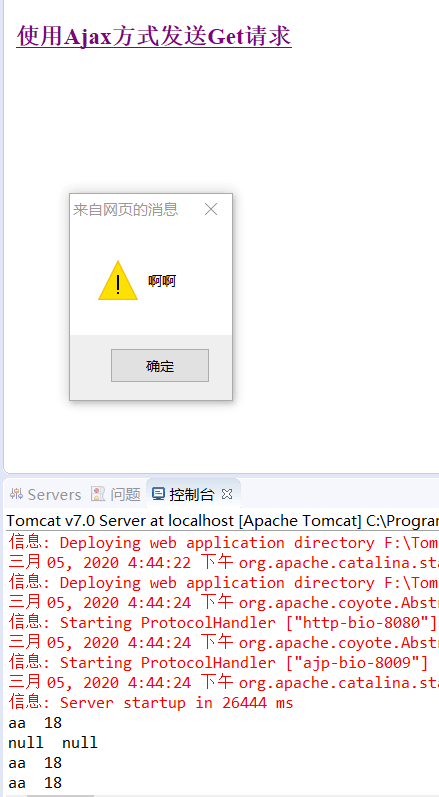 使用Ajax方式发送Get请求
来自网页的消息
啊啊
确定
Servers 问题 控制台
Tomcat v7.0 Server at localhost [Apache Tomcat] C:\Progran
信息: Deploying web application directory F:\Tom
三月 05, 2020 4:44:22 下午 org.apache.catalina.sta
信息: Deploying web application directory F:\Tom
三月 05, 2020 4:44:24 下午 org.apache.coyote.Abst
信息: Starting ProtocolHandler ["http-bio-8080"]
三月 05, 2020 4:44:24 下午 org.apache.coyote.Abst
信息: Starting ProtocolHandler ["ajp-bio-8009"]
三月 05, 2020 4:44:24 下午 org.apache.catalina.sta
信息: Server startup in 26444 ms
aa 18
null null
aa 18
aa 18